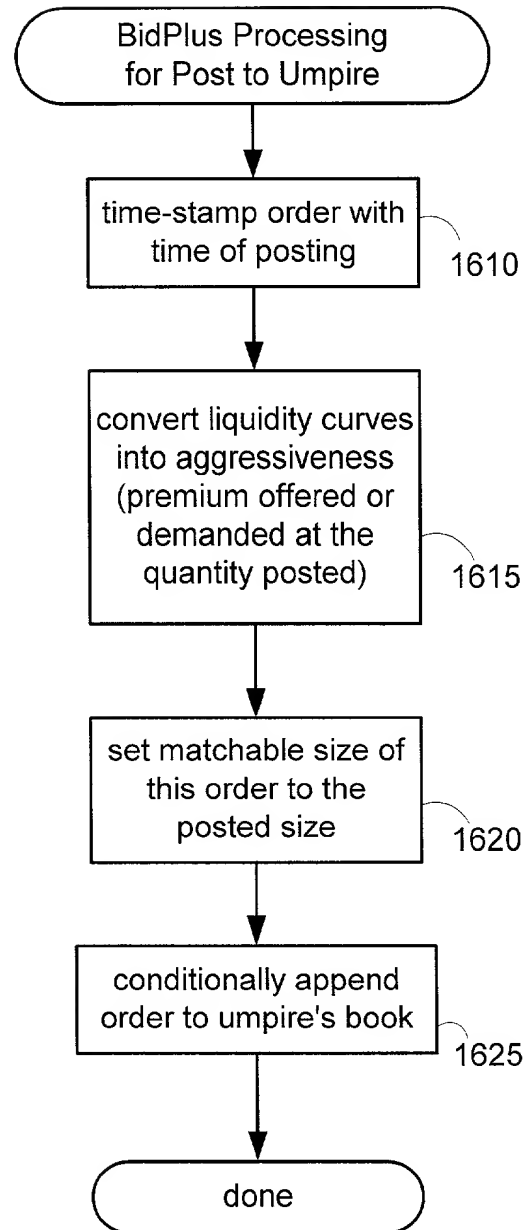 BidPlus Processing
for Post to Umpire
time-stamp order with
time of posting
1610
convert liquidity curves
into aggressiveness
(premium offered or
demanded at the
quantity posted)
1615
set matchable size of
this order to the
posted size
1620
conditionally append
order to umpire's book
1625
done